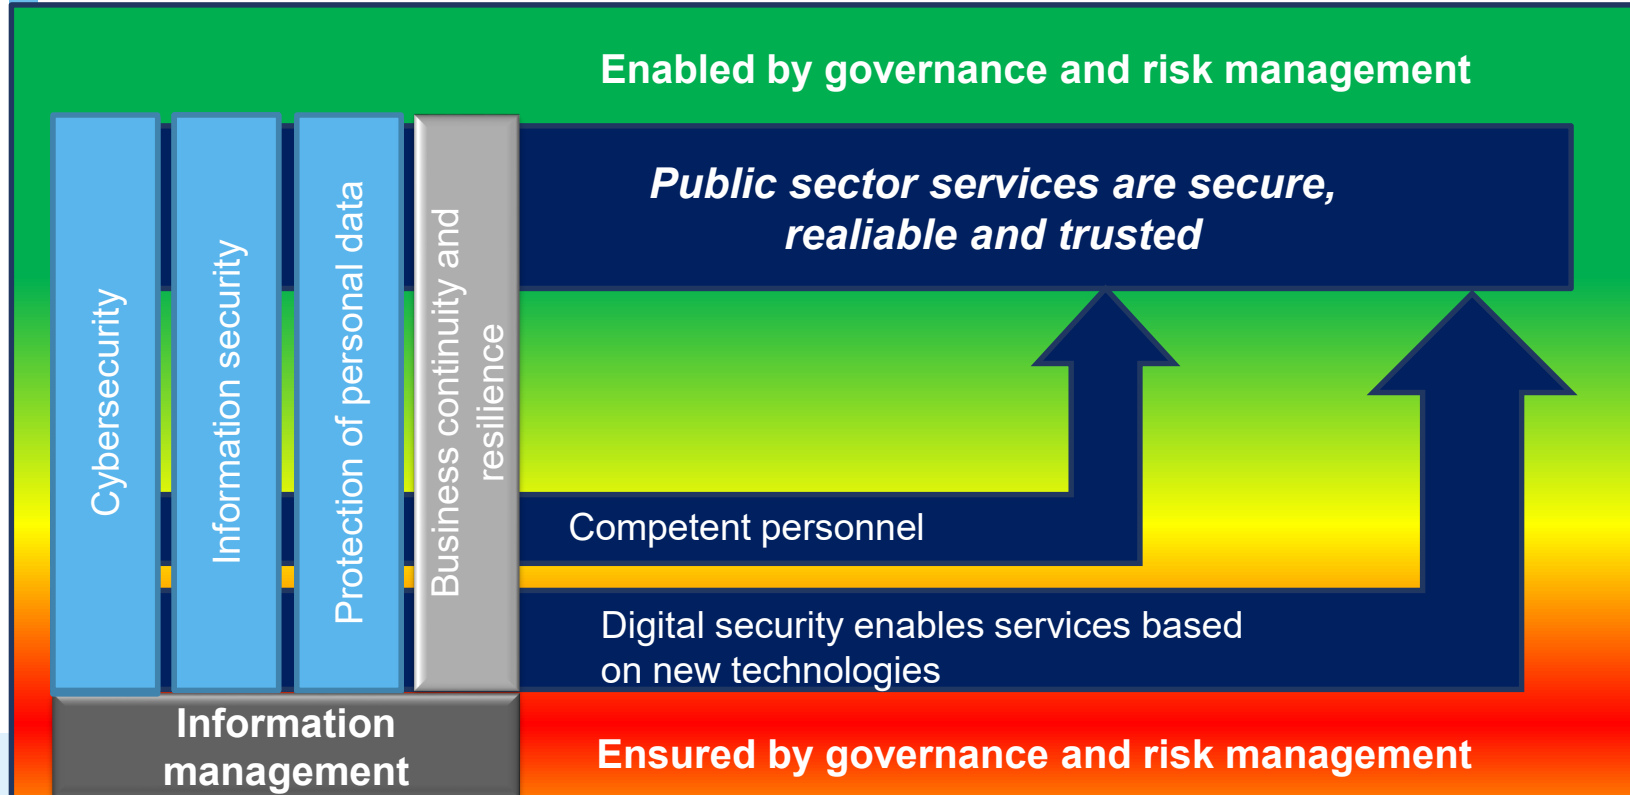 Enabled by governance and risk management
Cybersecurity
Information security
Protection of personal data
Business continuity and
resilience
Public sector services are secure,
realiable and trusted
Competent personnel
Digital security enables services based
on new technologies
Information
management
Ensured by governance and risk management